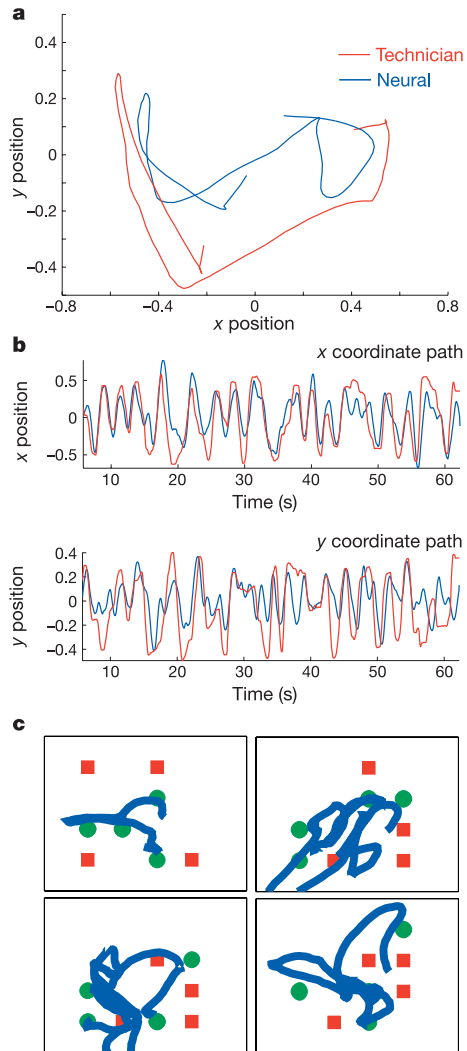 a
0.4
0.2
0
−0.2
−0.4
y position
Technician
Neural
−0.8
−0.4
0
0.4
0.8
x position
b
x coordinate path
0.5
0
−0.5
x position
10
20
30
40
50
60
Time (s)
y coordinate path
0.4
0.2
0
−0.2
−0.4
y position
10
20
30
40
50
60
Time (s)
c